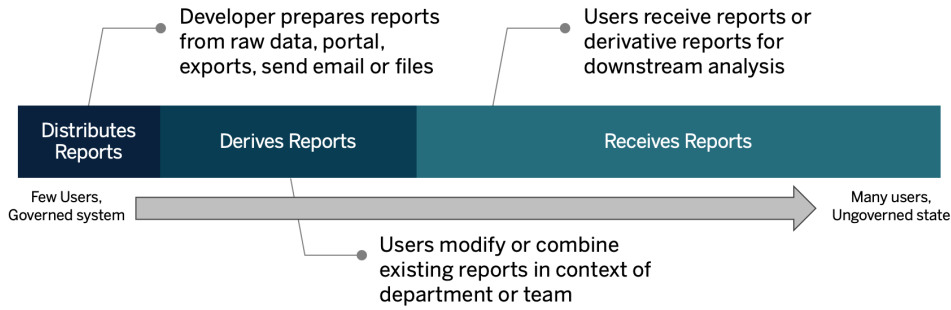 Developer prepares reports
from raw data, portal,
exports, send email or files
Users receive reports or
derivative reports for
downstream analysis
Distributes
Reports
Derives Reports
Receives Reports
Few Users,
Governed system
Many users,
Ungoverned state
Users modify or combine
existing reports in context of
department or team